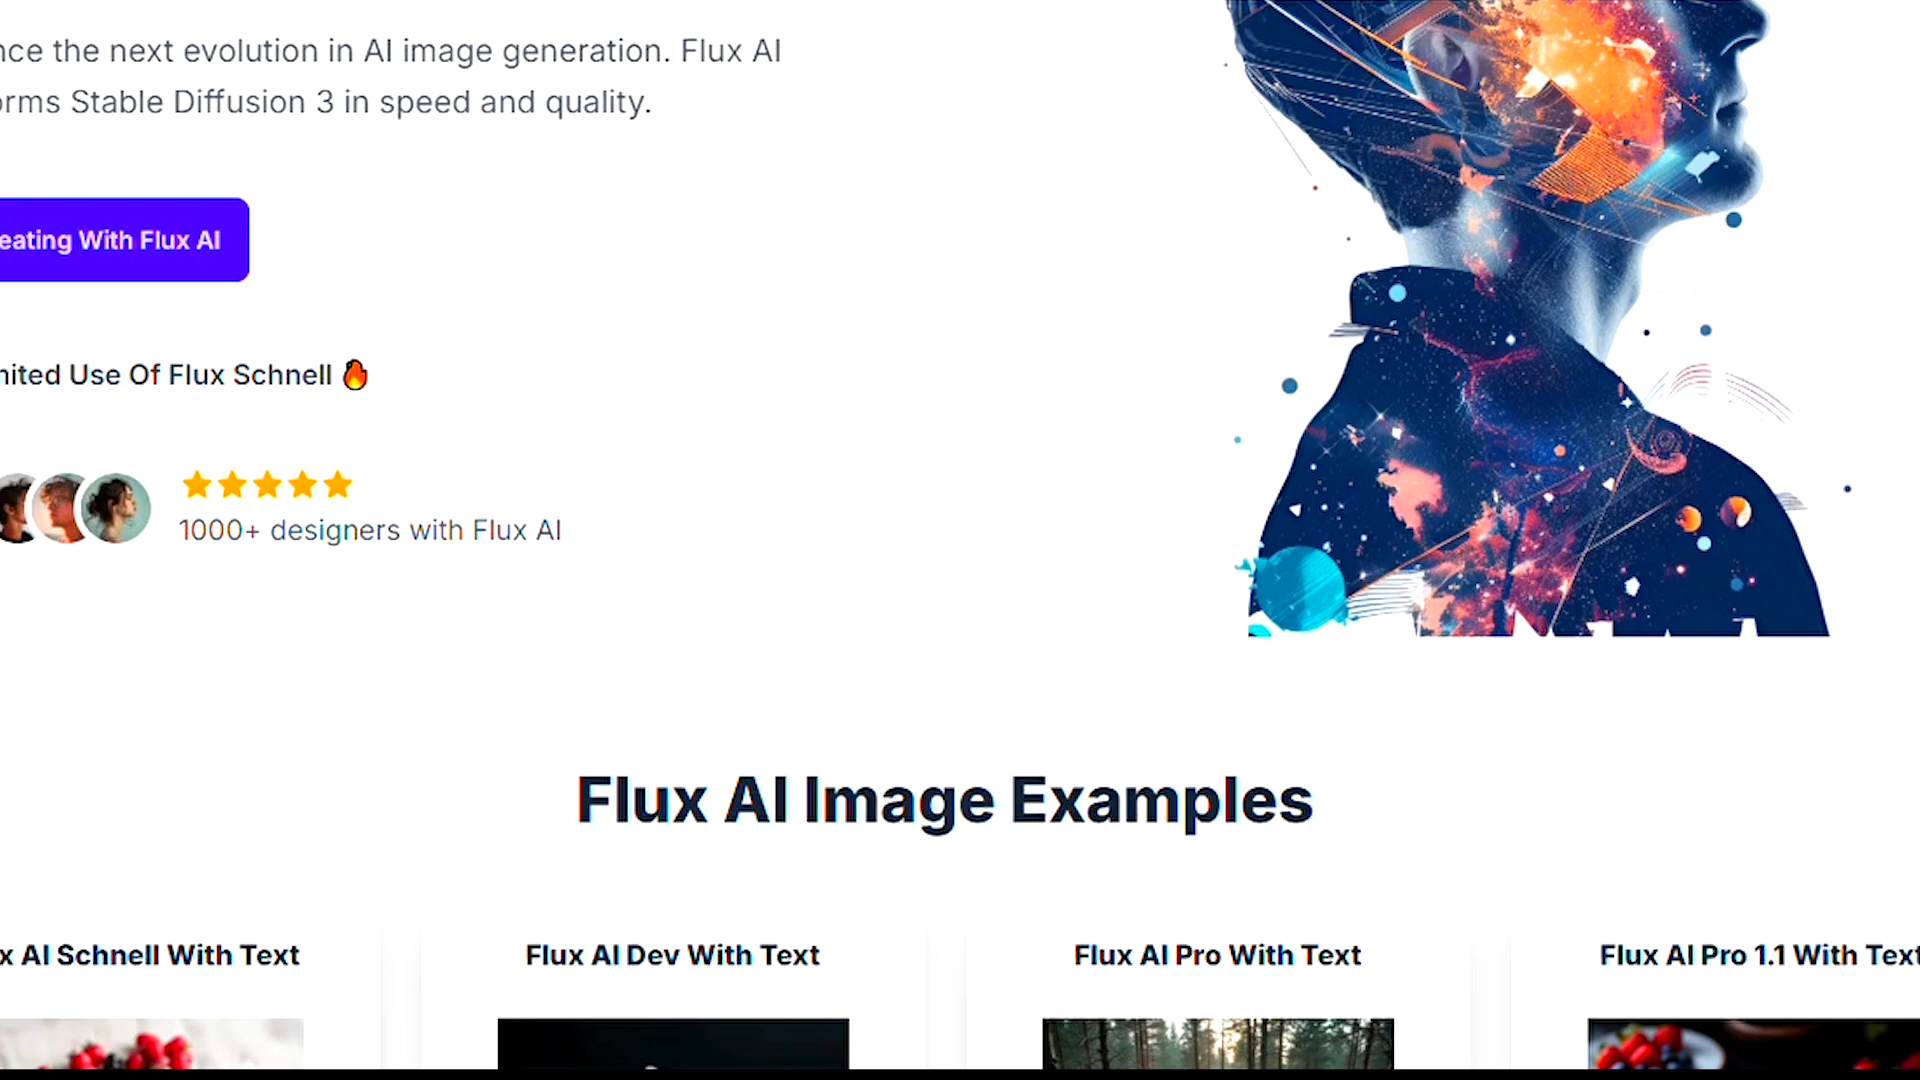 nce the next evolution in AI image generation. Flux AI
orms Stable Diffusion 3 in speed and quality.
eating With Flux AI
nited Use Of Flux Schnell 🔥
1000+ designers with Flux AI
Flux AI Image Examples
x AI Schnell With Text
Flux AI Dev With Text
Flux AI Pro With Text
Flux AI Pro 1.1 With Text